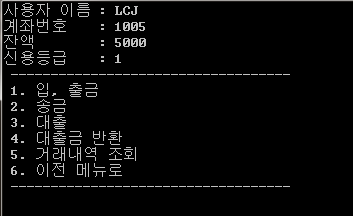 사용자 이름 : LCJ
계좌번호 : 1005
잔액 : 5000
신용등급 : 1
----------------------------------------
1. 입, 출금
2. 송금
3. 대출
4. 대출금 반환
5. 거래내역 조회
6. 이전 메뉴로
----------------------------------------